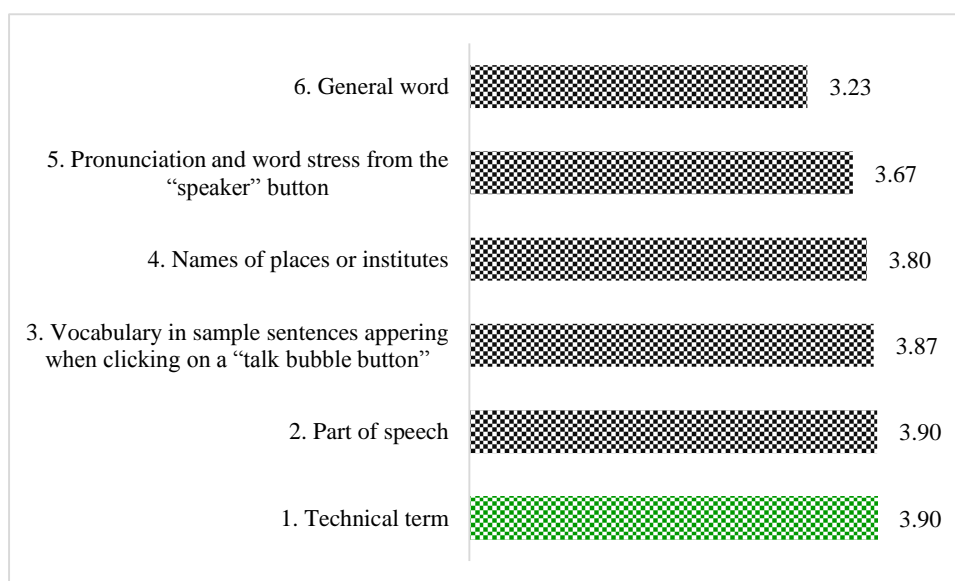 6. General word
3.23
5. Pronunciation and word stress from the
“speaker” button
3.67
4. Names of places or institutes
3.80
3. Vocabulary in sample sentences appering
when clicking on a “talk bubble button”
3.87
2. Part of speech
3.90
1. Technical term
3.90